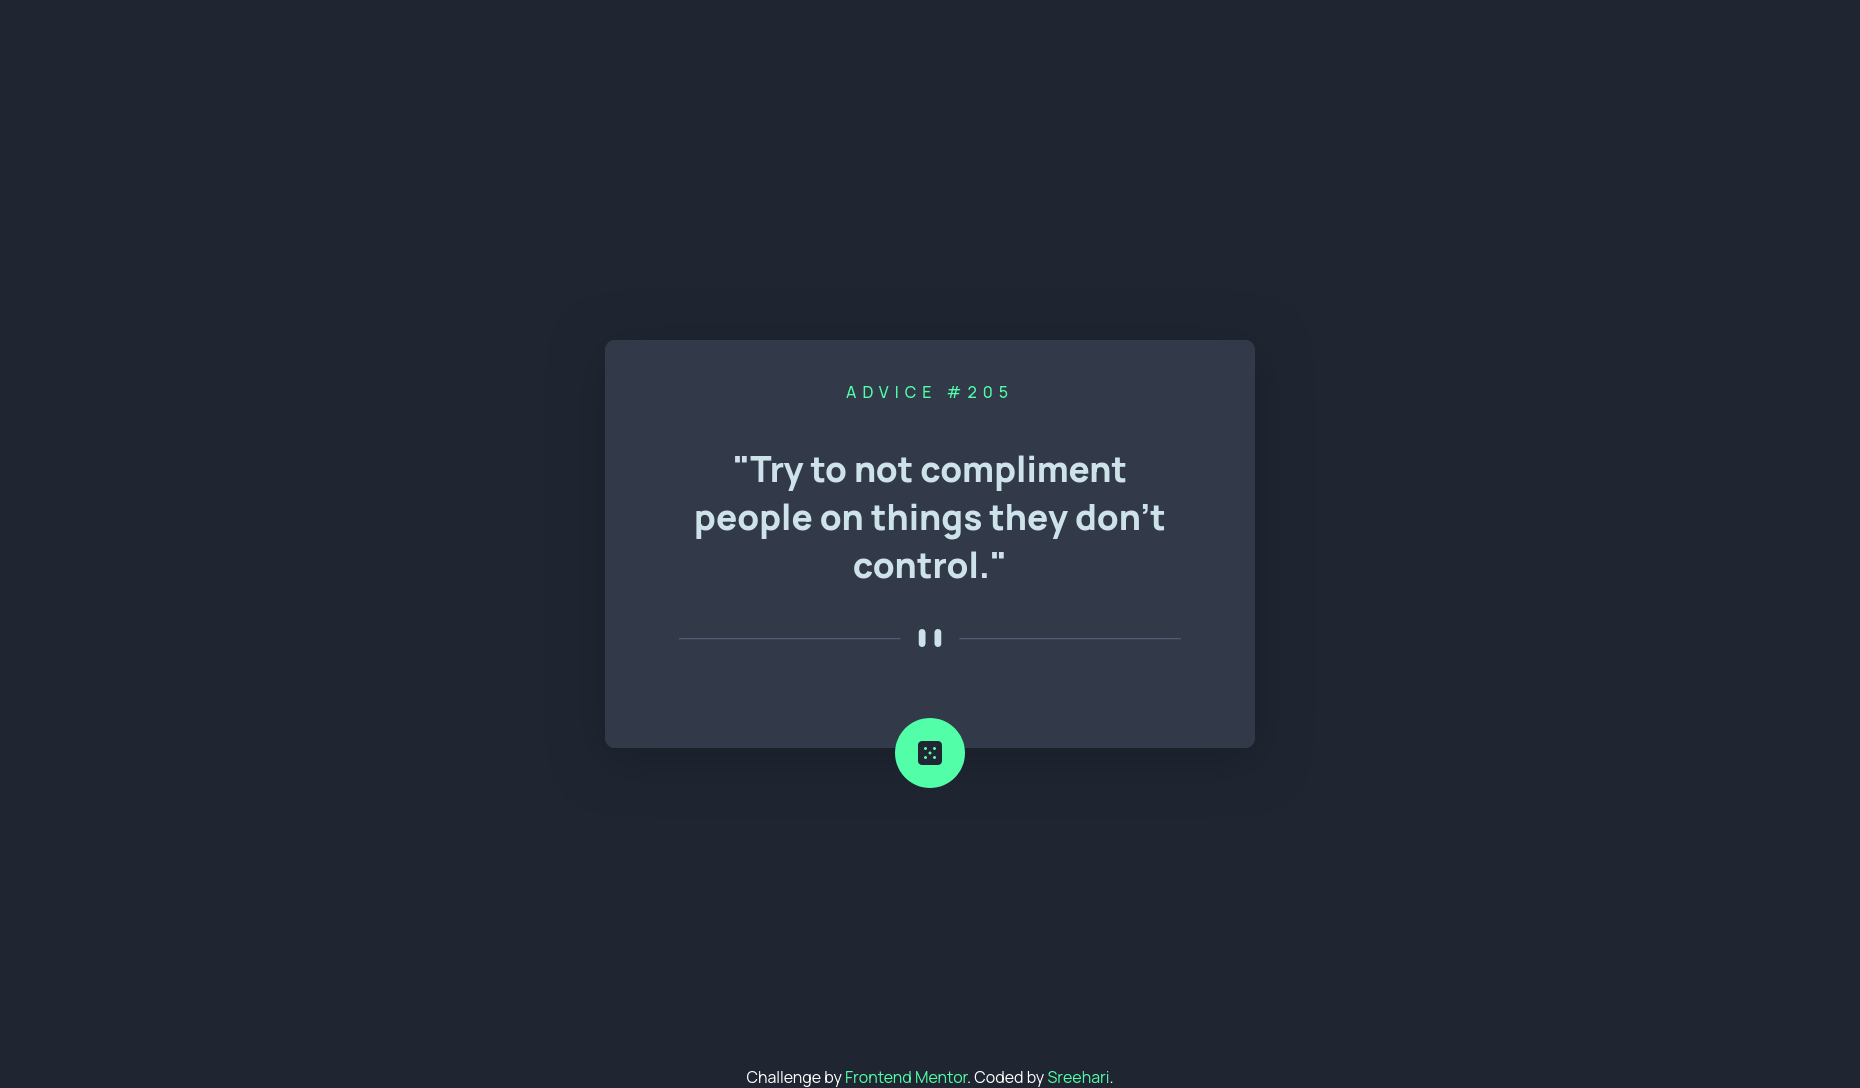 ADVICE #205
"Try to not compliment
people on things they don't
control."
Challenge by Frontend Mentor. Coded by Sreehari.